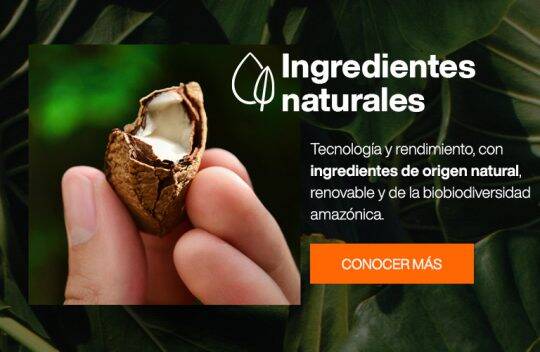 Ingredientes
naturales
Tecnología y rendimiento, con
ingredientes de origen natural,
renovable y de la biobiodiversidad
amazónica.
CONOCER MÁS